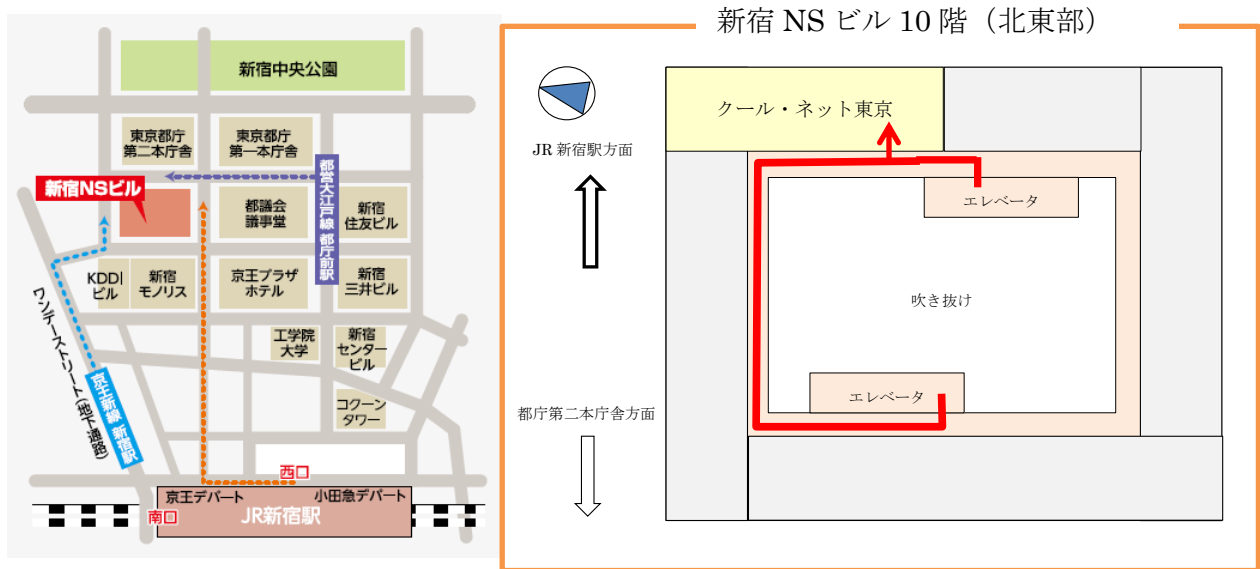 新宿中央公園
東京都庁
第二本庁舎
東京都庁
第一本庁舎
新宿NSビル
都営大江戸線 都庁前駅
都議会
議事堂
新宿
住友ビル
KDDI
ビル
新宿
モノリス
京王プラザ
ホテル
新宿
三井ビル
ワンデーストリート(地下通路)
京王新線 新宿駅
工学院
大学
新宿
センター
ビル
コクーン
タワー
西口
京王デパート
小田急デパート
南口
JR新宿駅
新宿 NS ビル 10 階（北東部）
JR 新宿駅方面
都庁第二本庁舎方面
クール・ネット東京
エレベータ
吹き抜け
エレベータ